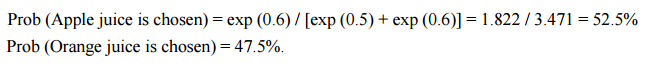 Prob (Apple juice is chosen) = exp (0.6) / [exp (0.5) + exp (0.6)] = 1.822 / 3.471 = 52.5%
Prob (Orange juice is chosen) = 47.5%.